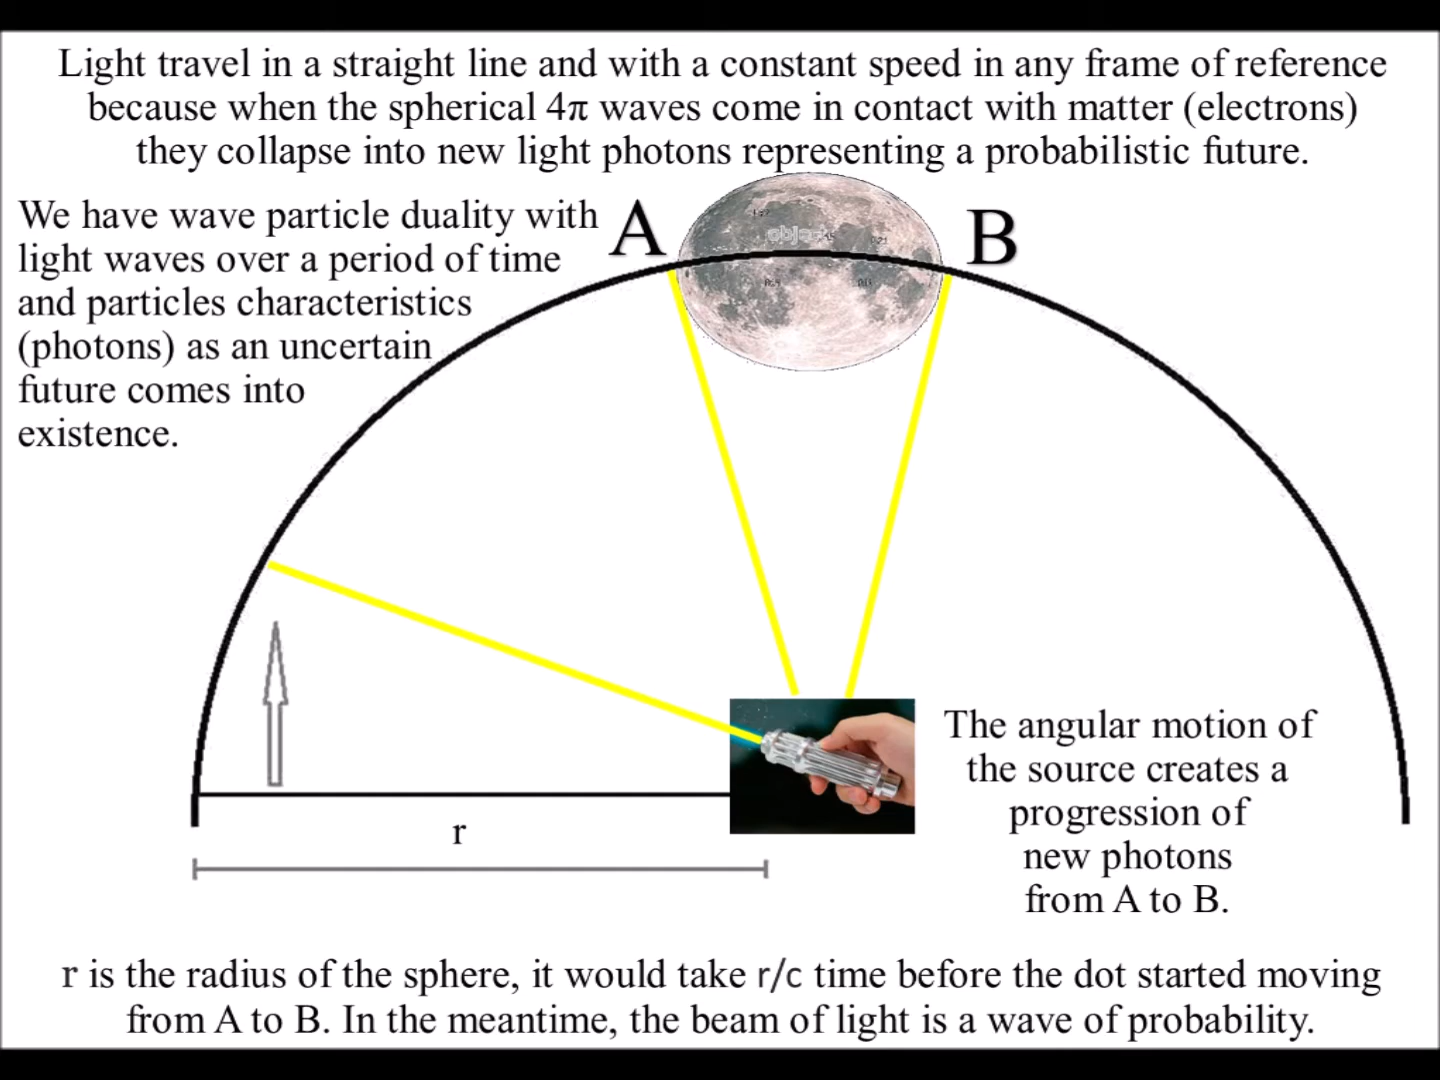 Light travel in a straight line and with a constant speed in any frame of reference
because when the spherical 4π waves come in contact with matter (electrons)
they collapse into new light photons representing a probabilistic future.
We have wave particle duality with
light waves over a period of time
and particles characteristics
(photons) as an uncertain
future comes into
existence.
A
B
object
r
The angular motion of
the source creates a
progression of
new photons
from A to B.
r is the radius of the sphere, it would take r/c time before the dot started moving
from A to B. In the meantime, the beam of light is a wave of probability.